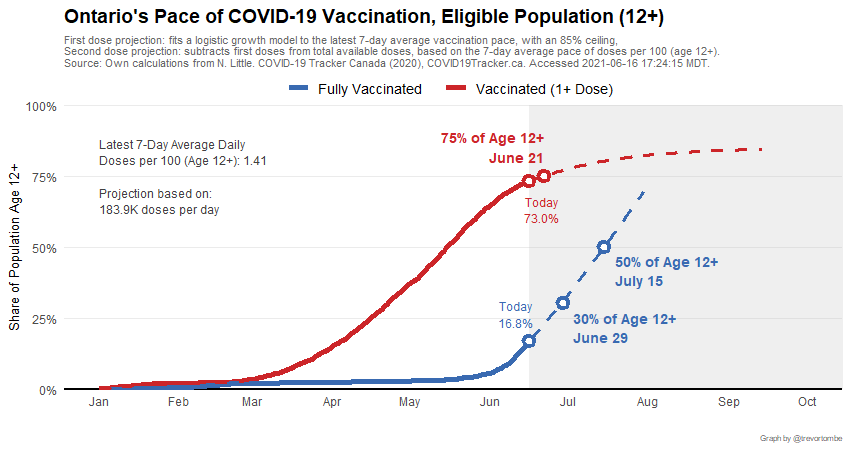 Ontario's Pace of COVID-19 Vaccination, Eligible Population (12+)
First dose projection: fits a logistic growth model to the latest 7-day average vaccination pace, with an 85% ceiling,
Second dose projection: subtracts first doses from total available doses, based on the 7-day average pace of doses per 100 (age 12+).
Source: Own calculations from N. Little. COVID-19 Tracker Canada (2020), COVID19Tracker.ca. Accessed 2021-06-16 17:24:15 MDT.
Fully Vaccinated
Vaccinated (1+ Dose)
Share of Population Age 12+
100%
75%
50%
25%
0%
Latest 7-Day Average Daily
Doses per 100 (Age 12+): 1.41
Projection based on:
183.9K doses per day
75% of Age 12+
June 21
Today
73.0%
50% of Age 12+
July 15
Today
16.8%
30% of Age 12+
June 29
Jan
Feb
Mar
Apr
May
Jun
Jul
Aug
Sep
Oct
Graph by @trevortombe